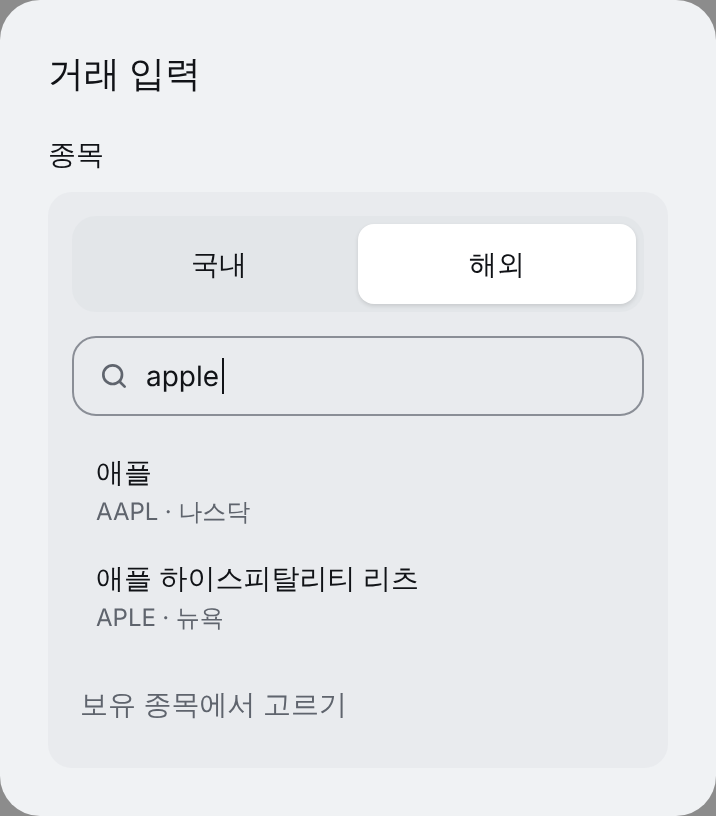 거래 입력
종목
국내
해외
apple
애플
AAPL · 나스닥
애플 하이스피탈리티 리츠
APLE · 뉴욕
보유 종목에서 고르기